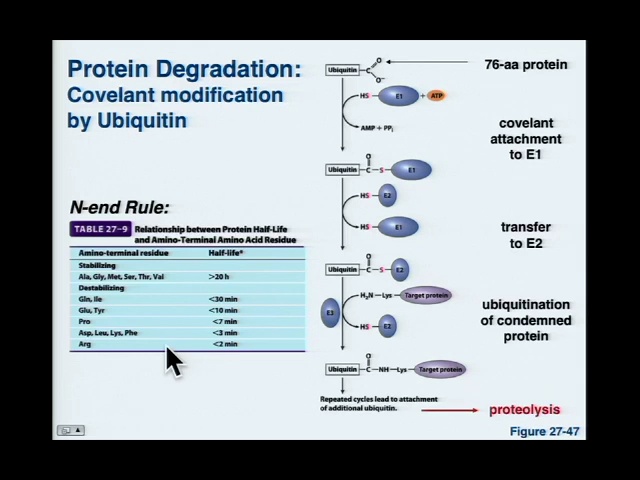 Protein Degradation:
Covelant modification
by Ubiquitin
N-end Rule:
TABLE 27-9 Relationship between Protein Half-Life
and Amino-Terminal Amino Acid Residue
Amino-terminal residue Half-life*
Stabilizing
Ala, Gly, Met, Ser, Thr, Val >20 h
Destabilizing
Gln, Ile <30 min
Glu, Tyr <10 min
Pro <7 min
Asp, Leu, Lys, Phe <3 min
Arg <2 min
Ubiquitin C O O-
76-aa protein
HS E1 + ATP
AMP + PPi
covelant
attachment
to E1
O
Ubiquitin C S E1
HS E2
HS E1
transfer
to E2
O
Ubiquitin C S E2
H2N Lys Target protein
E3
HS E2
ubiquitination
of condemned
protein
O
Ubiquitin C NH Lys Target protein
Repeated cycles lead to attachment
of additional ubiquitin.
proteolysis
Figure 27-47